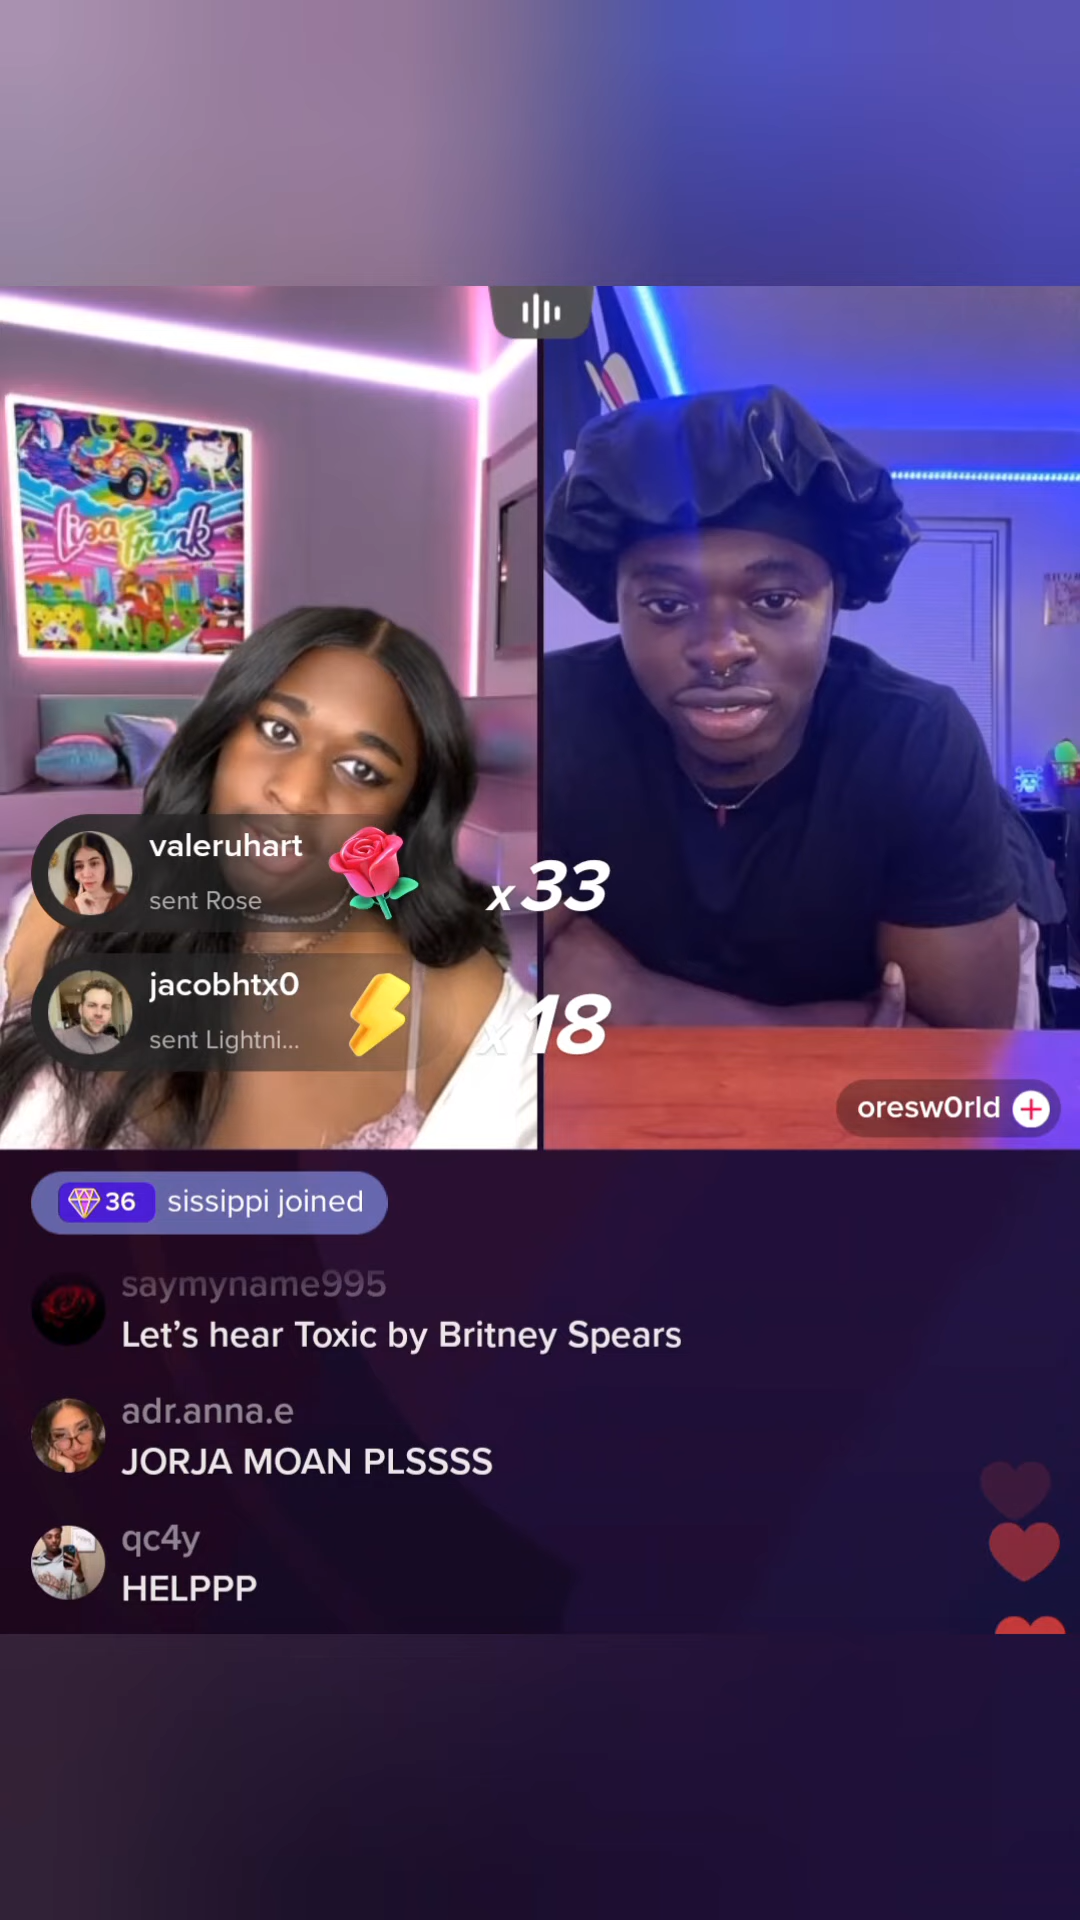 Lisa Frank
valeruhart
sent Rose
x33
jacobhtx0
sent Lightni...
x18
oresw0rld
36 sissippi joined
saymyname995
Let’s hear Toxic by Britney Spears
adr.anna.e
JORJA MOAN PLSSSS
qc4y
HELPPP